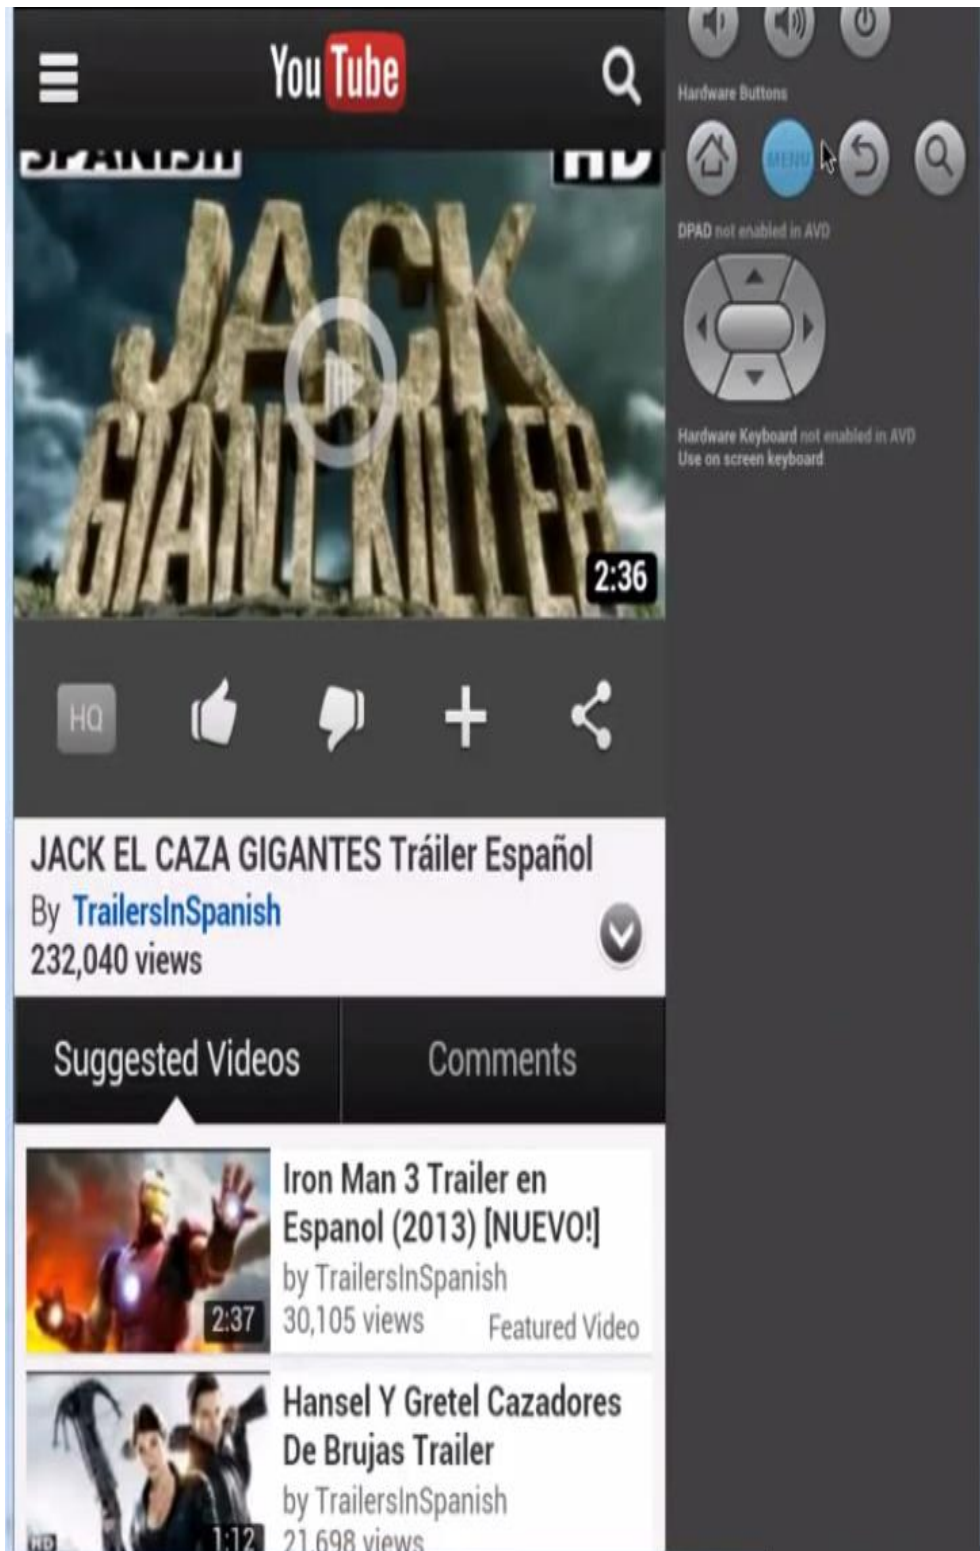 YouTube
Hardware Buttons
SPANISH
HD
MENU
DPAD not enabled in AVD
JACK
GIANT KILLER
2:36
Hardware Keyboard not enabled in AVD
Use on screen keyboard
HQ
JACK EL CAZA GIGANTES Tráiler Español
By TrailersInSpanish
232,040 views
Suggested Videos
Comments
Iron Man 3 Trailer en
Espanol (2013) [NUEVO!]
by TrailersInSpanish
30,105 views
Featured Video
2:37
Hansel Y Gretel Cazadores
De Brujas Trailer
by TrailersInSpanish
21,698 views
HD
1:12